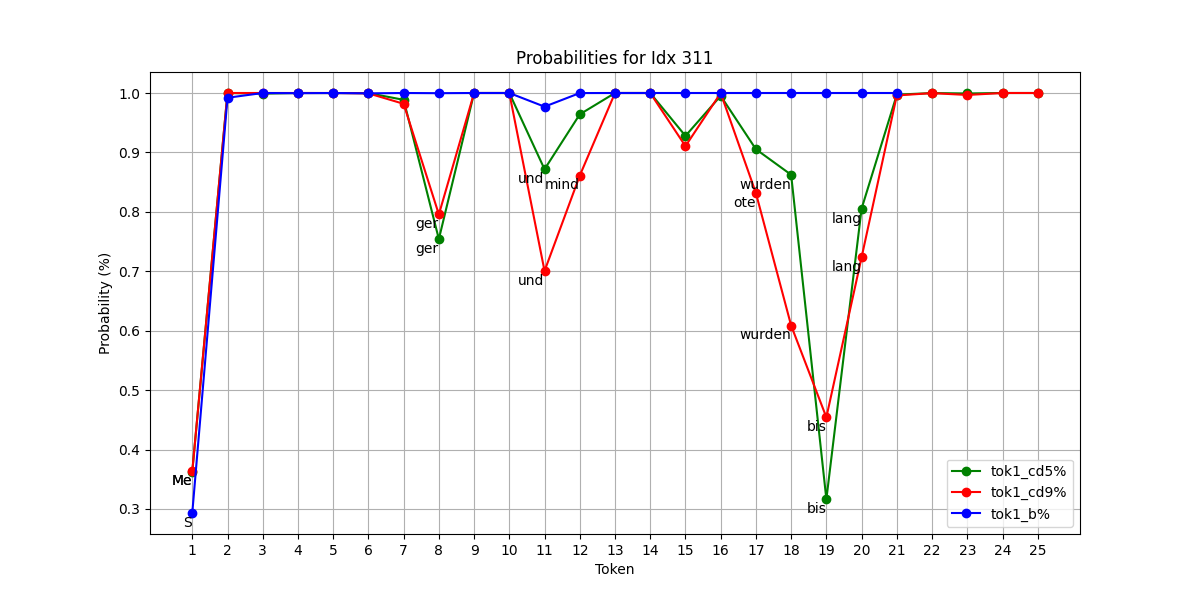 Probabilities for Idx 311
Probability (%)
1.0
0.9
0.8
0.7
0.6
0.5
0.4
0.3
Me
Me
S
ger
ger
und
mind
und
wurden
ote
wurden
bis
bis
lang
lang
tok1_cd5%
tok1_cd9%
tok1_b%
1 2 3 4 5 6 7 8 9 10 11 12 13 14 15 16 17 18 19 20 21 22 23 24 25
Token